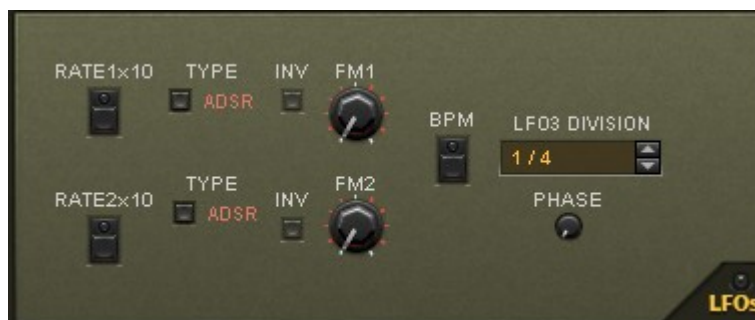 RATE1x10 TYPE INV FM1
ADSR
BPM LFO3 DIVISION
1/4
RATE2x10 TYPE INV FM2
ADSR
PHASE
LFOs